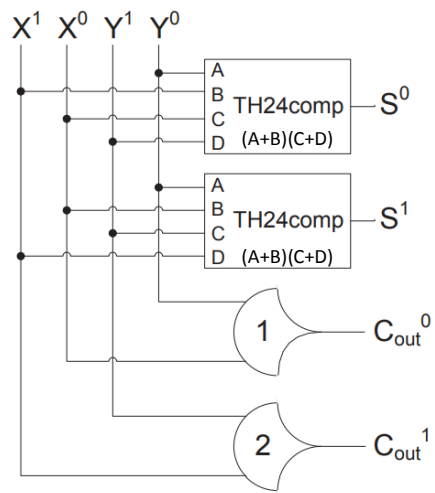 X¹ X⁰ Y¹ Y⁰
A
B
C
D
TH24comp
(A+B)(C+D)
S⁰
A
B
C
D
TH24comp
(A+B)(C+D)
S¹
1
Cout⁰
2
Cout¹